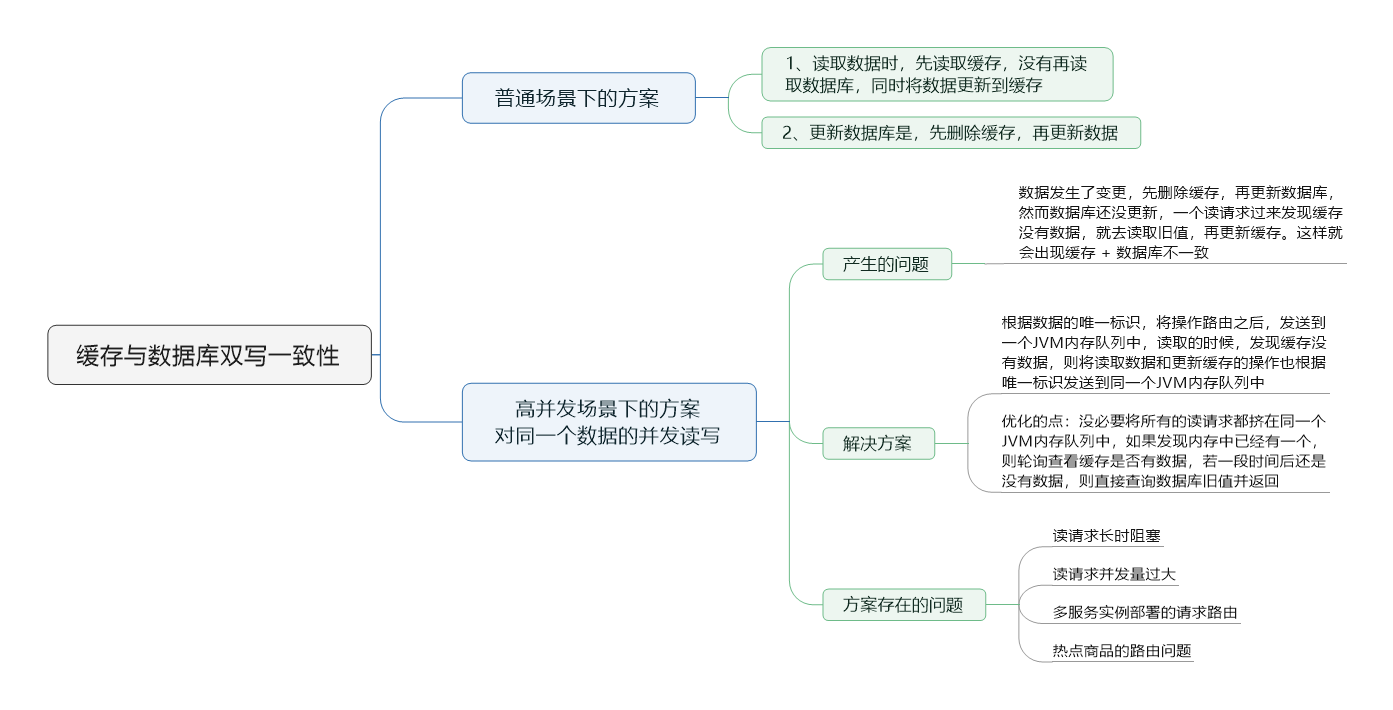 缓存与数据库双写一致性
普通场景下的方案
1、读取数据时，先读取缓存，没有再读
取数据库，同时将数据更新到缓存
2、更新数据库是，先删除缓存，再更新数据
高并发场景下的方案
对同一个数据的并发读写
产生的问题
数据发生了变更，先删除缓存，再更新数据库，
然而数据库还没更新，一个读请求过来发现缓存
没有数据，就去读取旧值，再更新缓存。这样就
会出现缓存 + 数据库不一致
解决方案
根据数据的唯一标识，将操作路由之后，发送到
一个JVM内存队列中，读取的时候，发现缓存没
有数据，则将读取数据和更新缓存的操作也根据
唯一标识发送到同一个JVM内存队列中
优化的点：没必要将所有的读请求都挤在同一个
JVM内存队列中，如果发现内存中已经有一个，
则轮询查看缓存是否有数据，若一段时间后还是
没有数据，则直接查询数据库旧值并返回
方案存在的问题
读请求长时阻塞
读请求并发量过大
多服务实例部署的请求路由
热点商品的路由问题